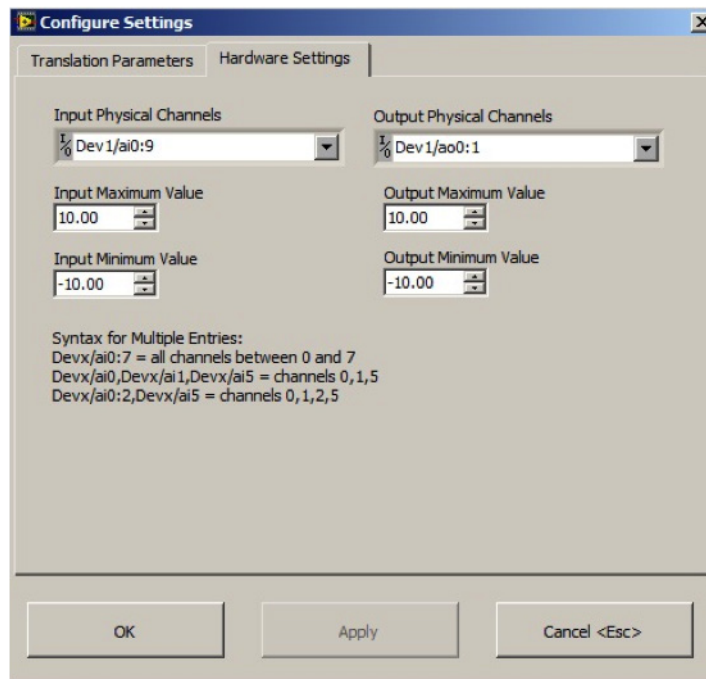 Configure Settings
Translation Parameters
Hardware Settings
Input Physical Channels
Output Physical Channels
I/O Dev1/ai0:9
I/O Dev1/ao0:1
Input Maximum Value
Output Maximum Value
10.00
10.00
Input Minimum Value
Output Minimum Value
-10.00
-10.00
Syntax for Multiple Entries:
Devx/ai0:7 = all channels between 0 and 7
Devx/ai0,Devx/ai1,Devx/ai5 = channels 0,1,5
Devx/ai0:2,Devx/ai5 = channels 0,1,2,5
OK
Apply
Cancel <Esc>